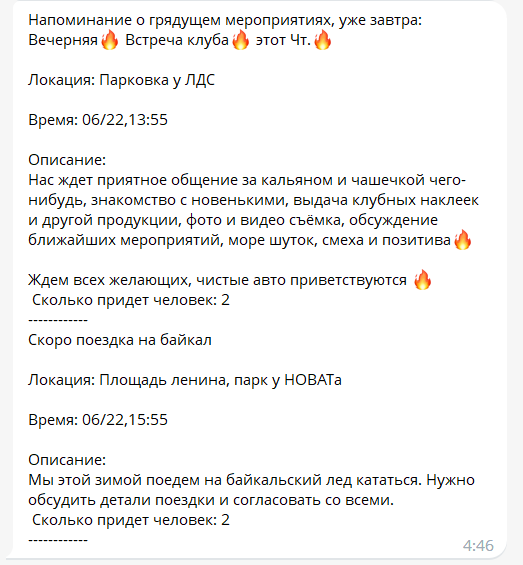 Напоминание о грядущем мероприятиях, уже завтра:
Вечерняя🔥 Встреча клуба🔥 этот Чт.🔥
Локация: Парковка у ЛДС
Время: 06/22,13:55
Описание:
Нас ждет приятное общение за кальяном и чашечкой чего-
нибудь, знакомство с новенькими, выдача клубных наклеек
и другой продукции, фото и видео съёмка, обсуждение
ближайших мероприятий, море шуток, смеха и позитива🔥
Ждем всех желающих, чистые авто приветствуются 🔥
Сколько придет человек: 2
------------
Скоро поездка на байкал
Локация: Площадь ленина, парк у НОВАТа
Время: 06/22,15:55
Описание:
Мы этой зимой поедем на байкальский лед кататься. Нужно
обсудить детали поездки и согласовать со всеми.
Сколько придет человек: 2
------------
4:46